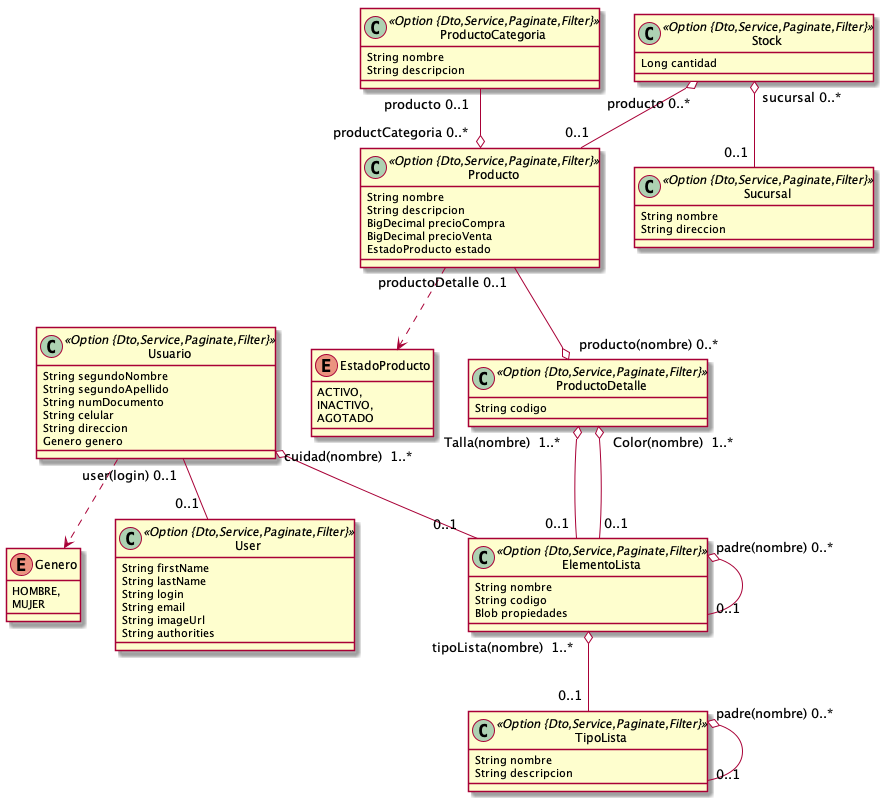 C «Option {Dto,Service,Paginate,Filter}»
ProductoCategoria
String nombre
String descripcion
C «Option {Dto,Service,Paginate,Filter}»
Stock
Long cantidad
producto 0..1
productCategoria 0..*
producto 0..*
0..1
sucursal 0..*
0..1
C «Option {Dto,Service,Paginate,Filter}»
Producto
String nombre
String descripcion
BigDecimal precioCompra
BigDecimal precioVenta
EstadoProducto estado
C «Option {Dto,Service,Paginate,Filter}»
Sucursal
String nombre
String direccion
productoDetalle 0..1
producto(nombre) 0..*
C «Option {Dto,Service,Paginate,Filter}»
Usuario
String segundoNombre
String segundoApellido
String numDocumento
String celular
String direccion
Genero genero
E EstadoProducto
ACTIVO,
INACTIVO,
AGOTADO
C «Option {Dto,Service,Paginate,Filter}»
ProductoDetalle
String codigo
Talla(nombre) 1..*
Color(nombre) 1..*
cuidad(nombre) 1..*
user(login) 0..1
0..1
0..1
0..1
0..1
E Genero
HOMBRE,
MUJER
C «Option {Dto,Service,Paginate,Filter}»
User
String firstName
String lastName
String login
String email
String imageUrl
String authorities
C «Option {Dto,Service,Paginate,Filter}»
ElementoLista
String nombre
String codigo
Blob propiedades
padre(nombre) 0..*
0..1
tipoLista(nombre) 1..*
0..1
C «Option {Dto,Service,Paginate,Filter}»
TipoLista
String nombre
String descripcion
padre(nombre) 0..*
0..1